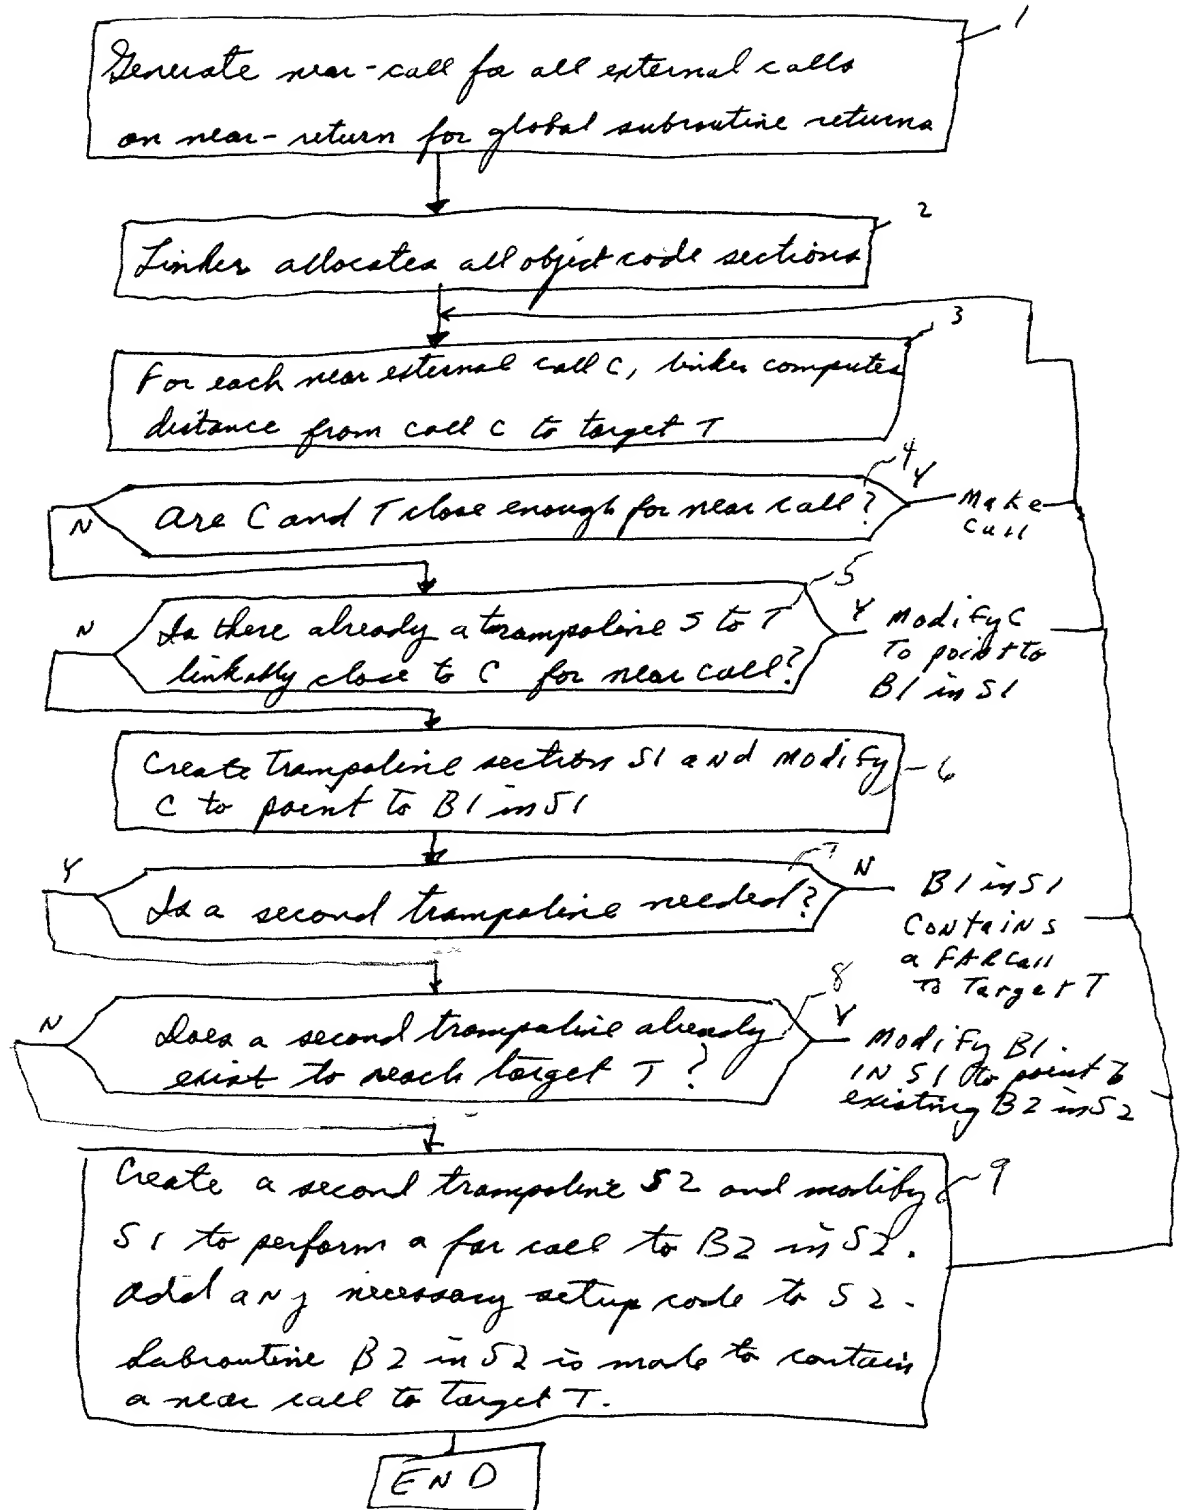 1
Generate near-call for all external calls
on near-return for global subroutine returns
2
Linker allocates all object code sections
3
For each near external call C, linker computes
distance from call C to target T
4
Are C and T close enough for near call?
N
Y
Make
Call
5
Is there already a trampoline S to T
linkably close to C for near call?
N
Y
Modify C
To point to
B1 in S1
Create trampoline section S1 and Modify
C to point to B1 in S1
6
7
Is a second trampoline needed?
Y
N
B1 in S1
Contains
a FAR Call
To Target T
8
Does a second trampoline already
exist to reach target T?
N
Y
Modify B1
IN S1 to point to
existing B2 in S2
9
Create a second trampoline S2 and modify
S1 to perform a far call to B2 in S2.
Add any necessary setup code to S2.
Subroutine B2 in S2 is made to contain
a near call to target T.
END